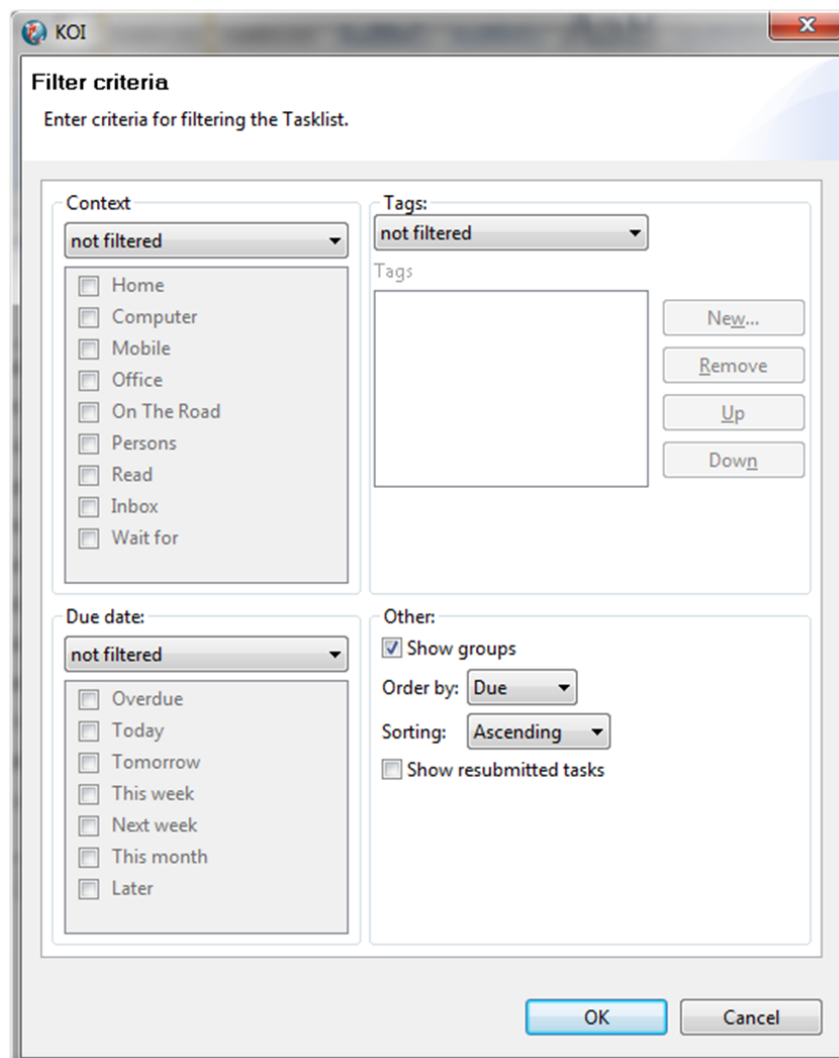 KOI
Filter criteria
Enter criteria for filtering the Tasklist.
Context
not filtered
Home
Computer
Mobile
Office
On The Road
Persons
Read
Inbox
Wait for
Tags:
not filtered
Tags
New...
Remove
Up
Down
Due date:
not filtered
Overdue
Today
Tomorrow
This week
Next week
This month
Later
Other:
Show groups
Order by: Due
Sorting: Ascending
Show resubmitted tasks
OK Cancel